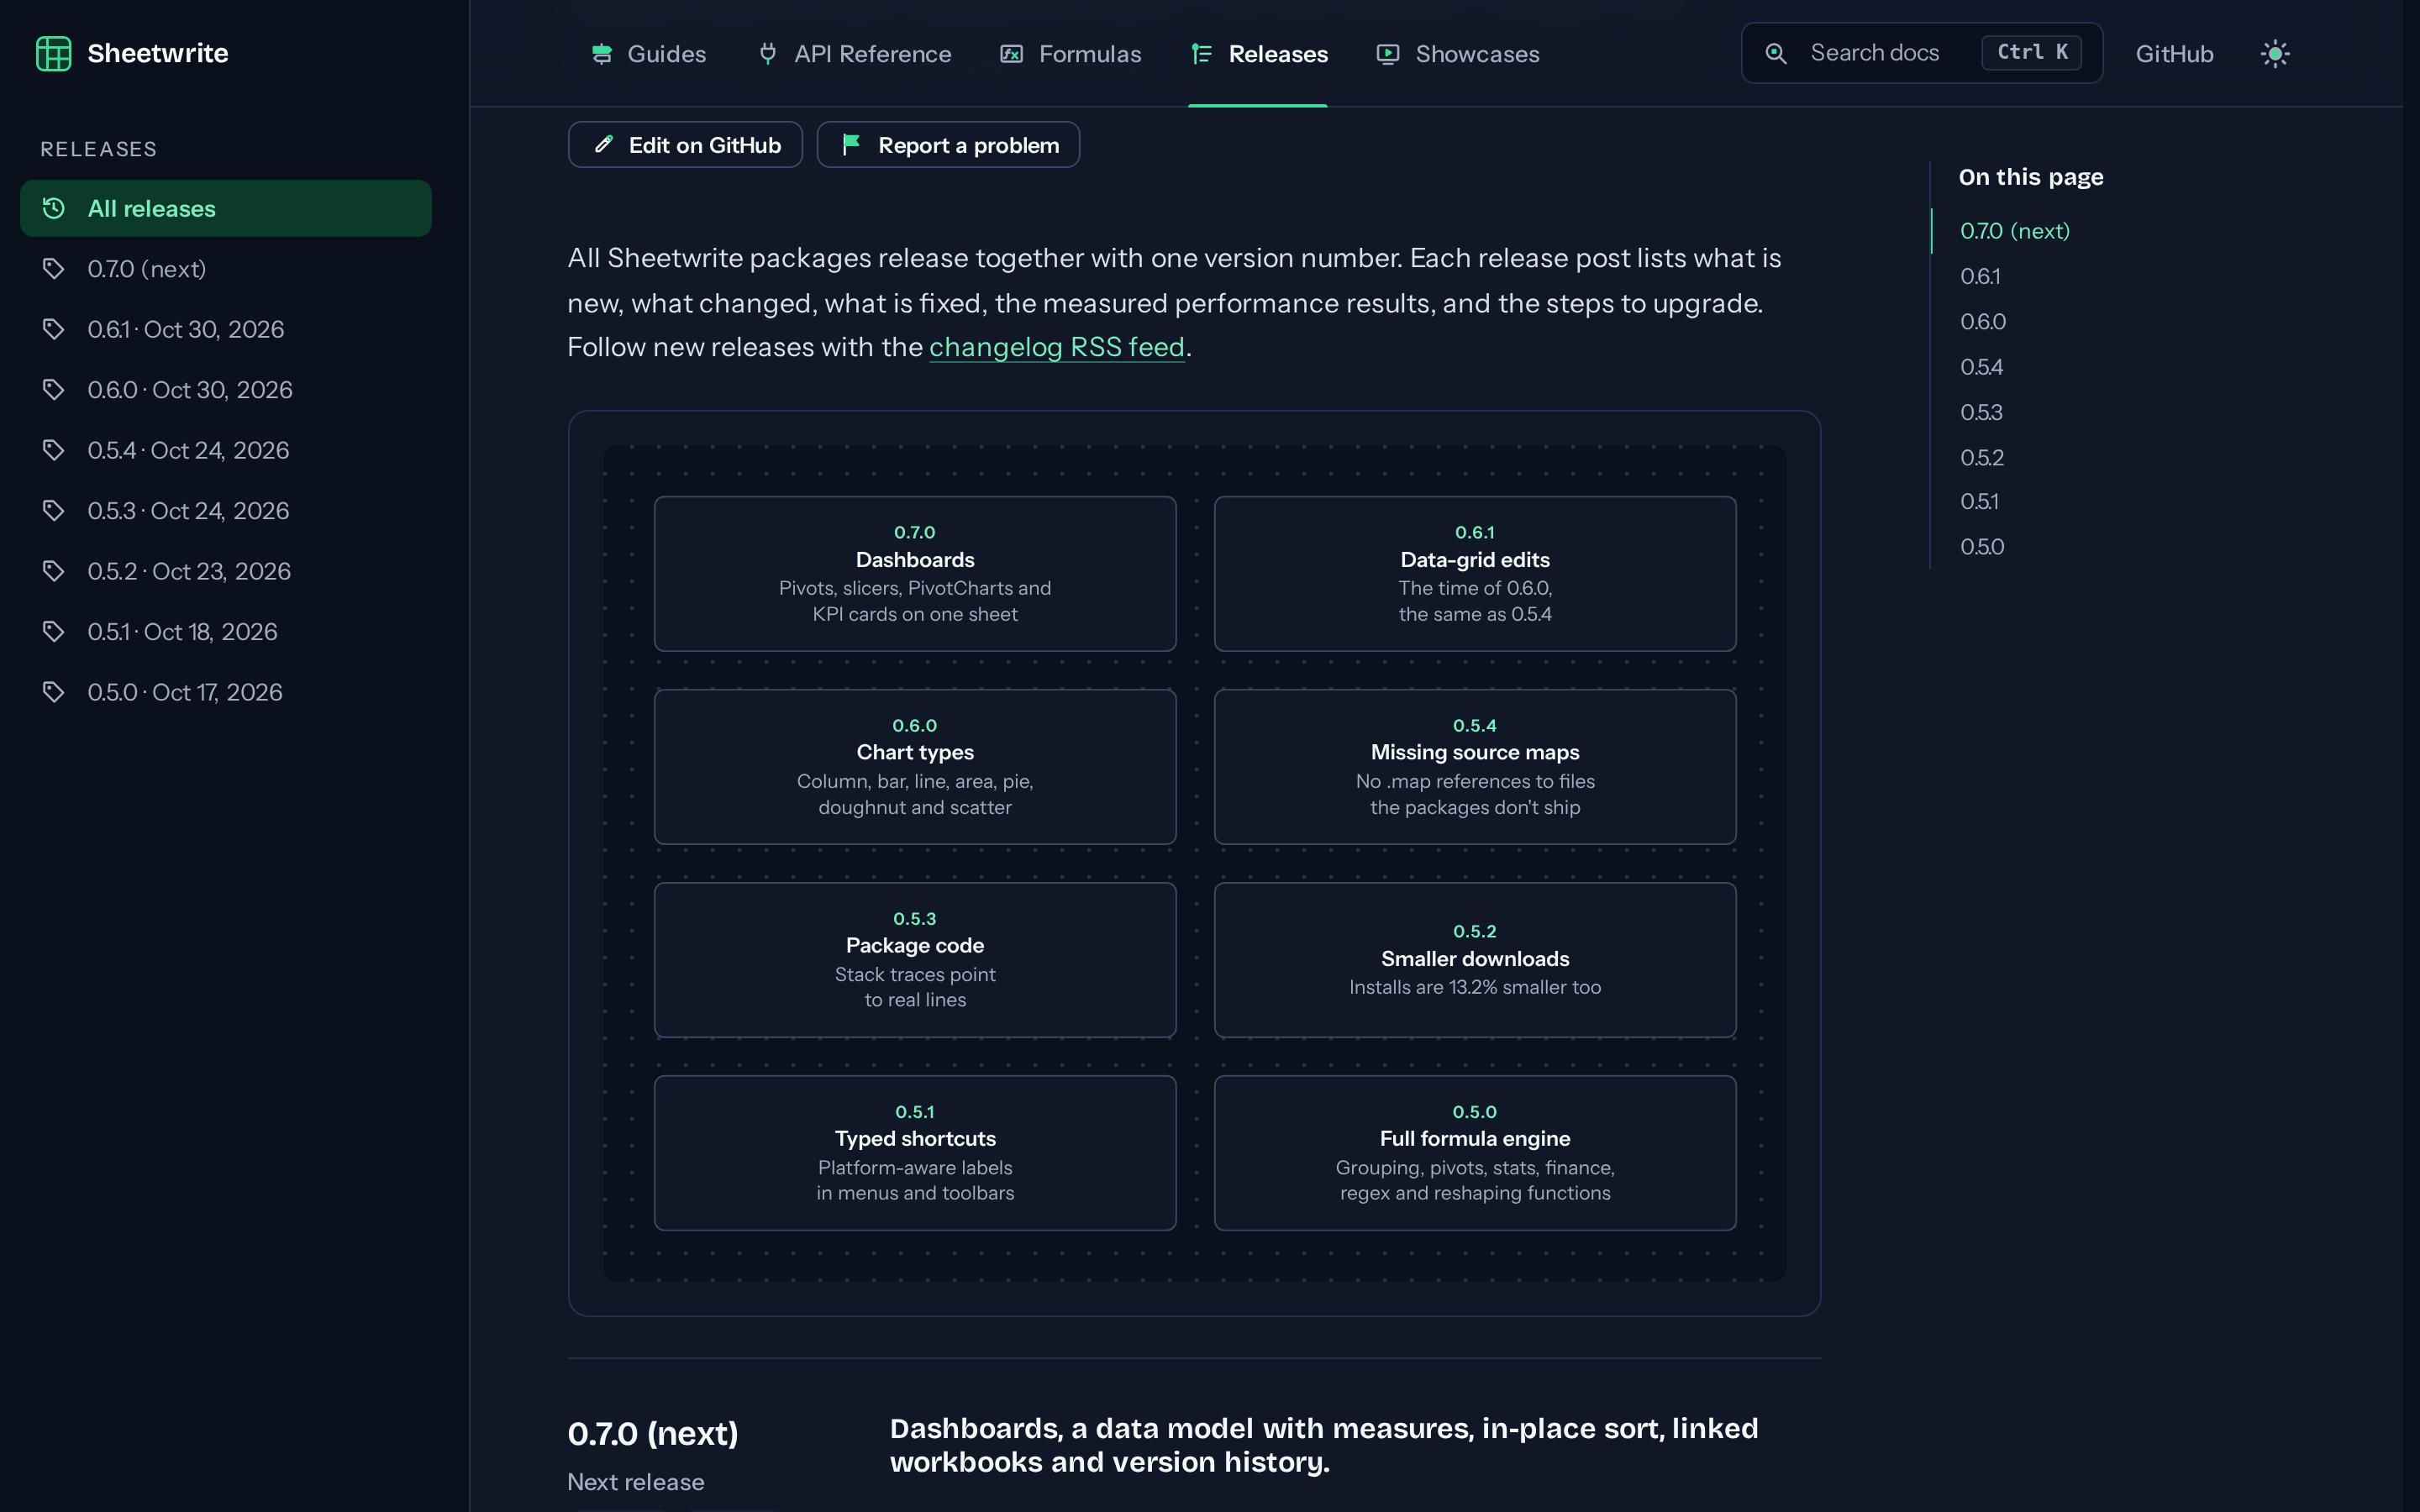 Sheetwrite
RELEASES
All releases
0.7.0 (next)
0.6.1 · Oct 30, 2026
0.6.0 · Oct 30, 2026
0.5.4 · Oct 24, 2026
0.5.3 · Oct 24, 2026
0.5.2 · Oct 23, 2026
0.5.1 · Oct 18, 2026
0.5.0 · Oct 17, 2026
Guides
API Reference
Formulas
Releases
Showcases
Search docs
Ctrl K
GitHub
Edit on GitHub
Report a problem
All Sheetwrite packages release together with one version number. Each release post lists what is
new, what changed, what is fixed, the measured performance results, and the steps to upgrade.
Follow new releases with the changelog RSS feed.
0.7.0
Dashboards
Pivots, slicers, PivotCharts and
KPI cards on one sheet
0.6.1
Data-grid edits
The time of 0.6.0,
the same as 0.5.4
0.6.0
Chart types
Column, bar, line, area, pie,
doughnut and scatter
0.5.4
Missing source maps
No .map references to files
the packages don't ship
0.5.3
Package code
Stack traces point
to real lines
0.5.2
Smaller downloads
Installs are 13.2% smaller too
0.5.1
Typed shortcuts
Platform-aware labels
in menus and toolbars
0.5.0
Full formula engine
Grouping, pivots, stats, finance,
regex and reshaping functions
0.7.0 (next)
Next release
Dashboards, a data model with measures, in-place sort, linked
workbooks and version history.
On this page
0.7.0 (next)
0.6.1
0.6.0
0.5.4
0.5.3
0.5.2
0.5.1
0.5.0